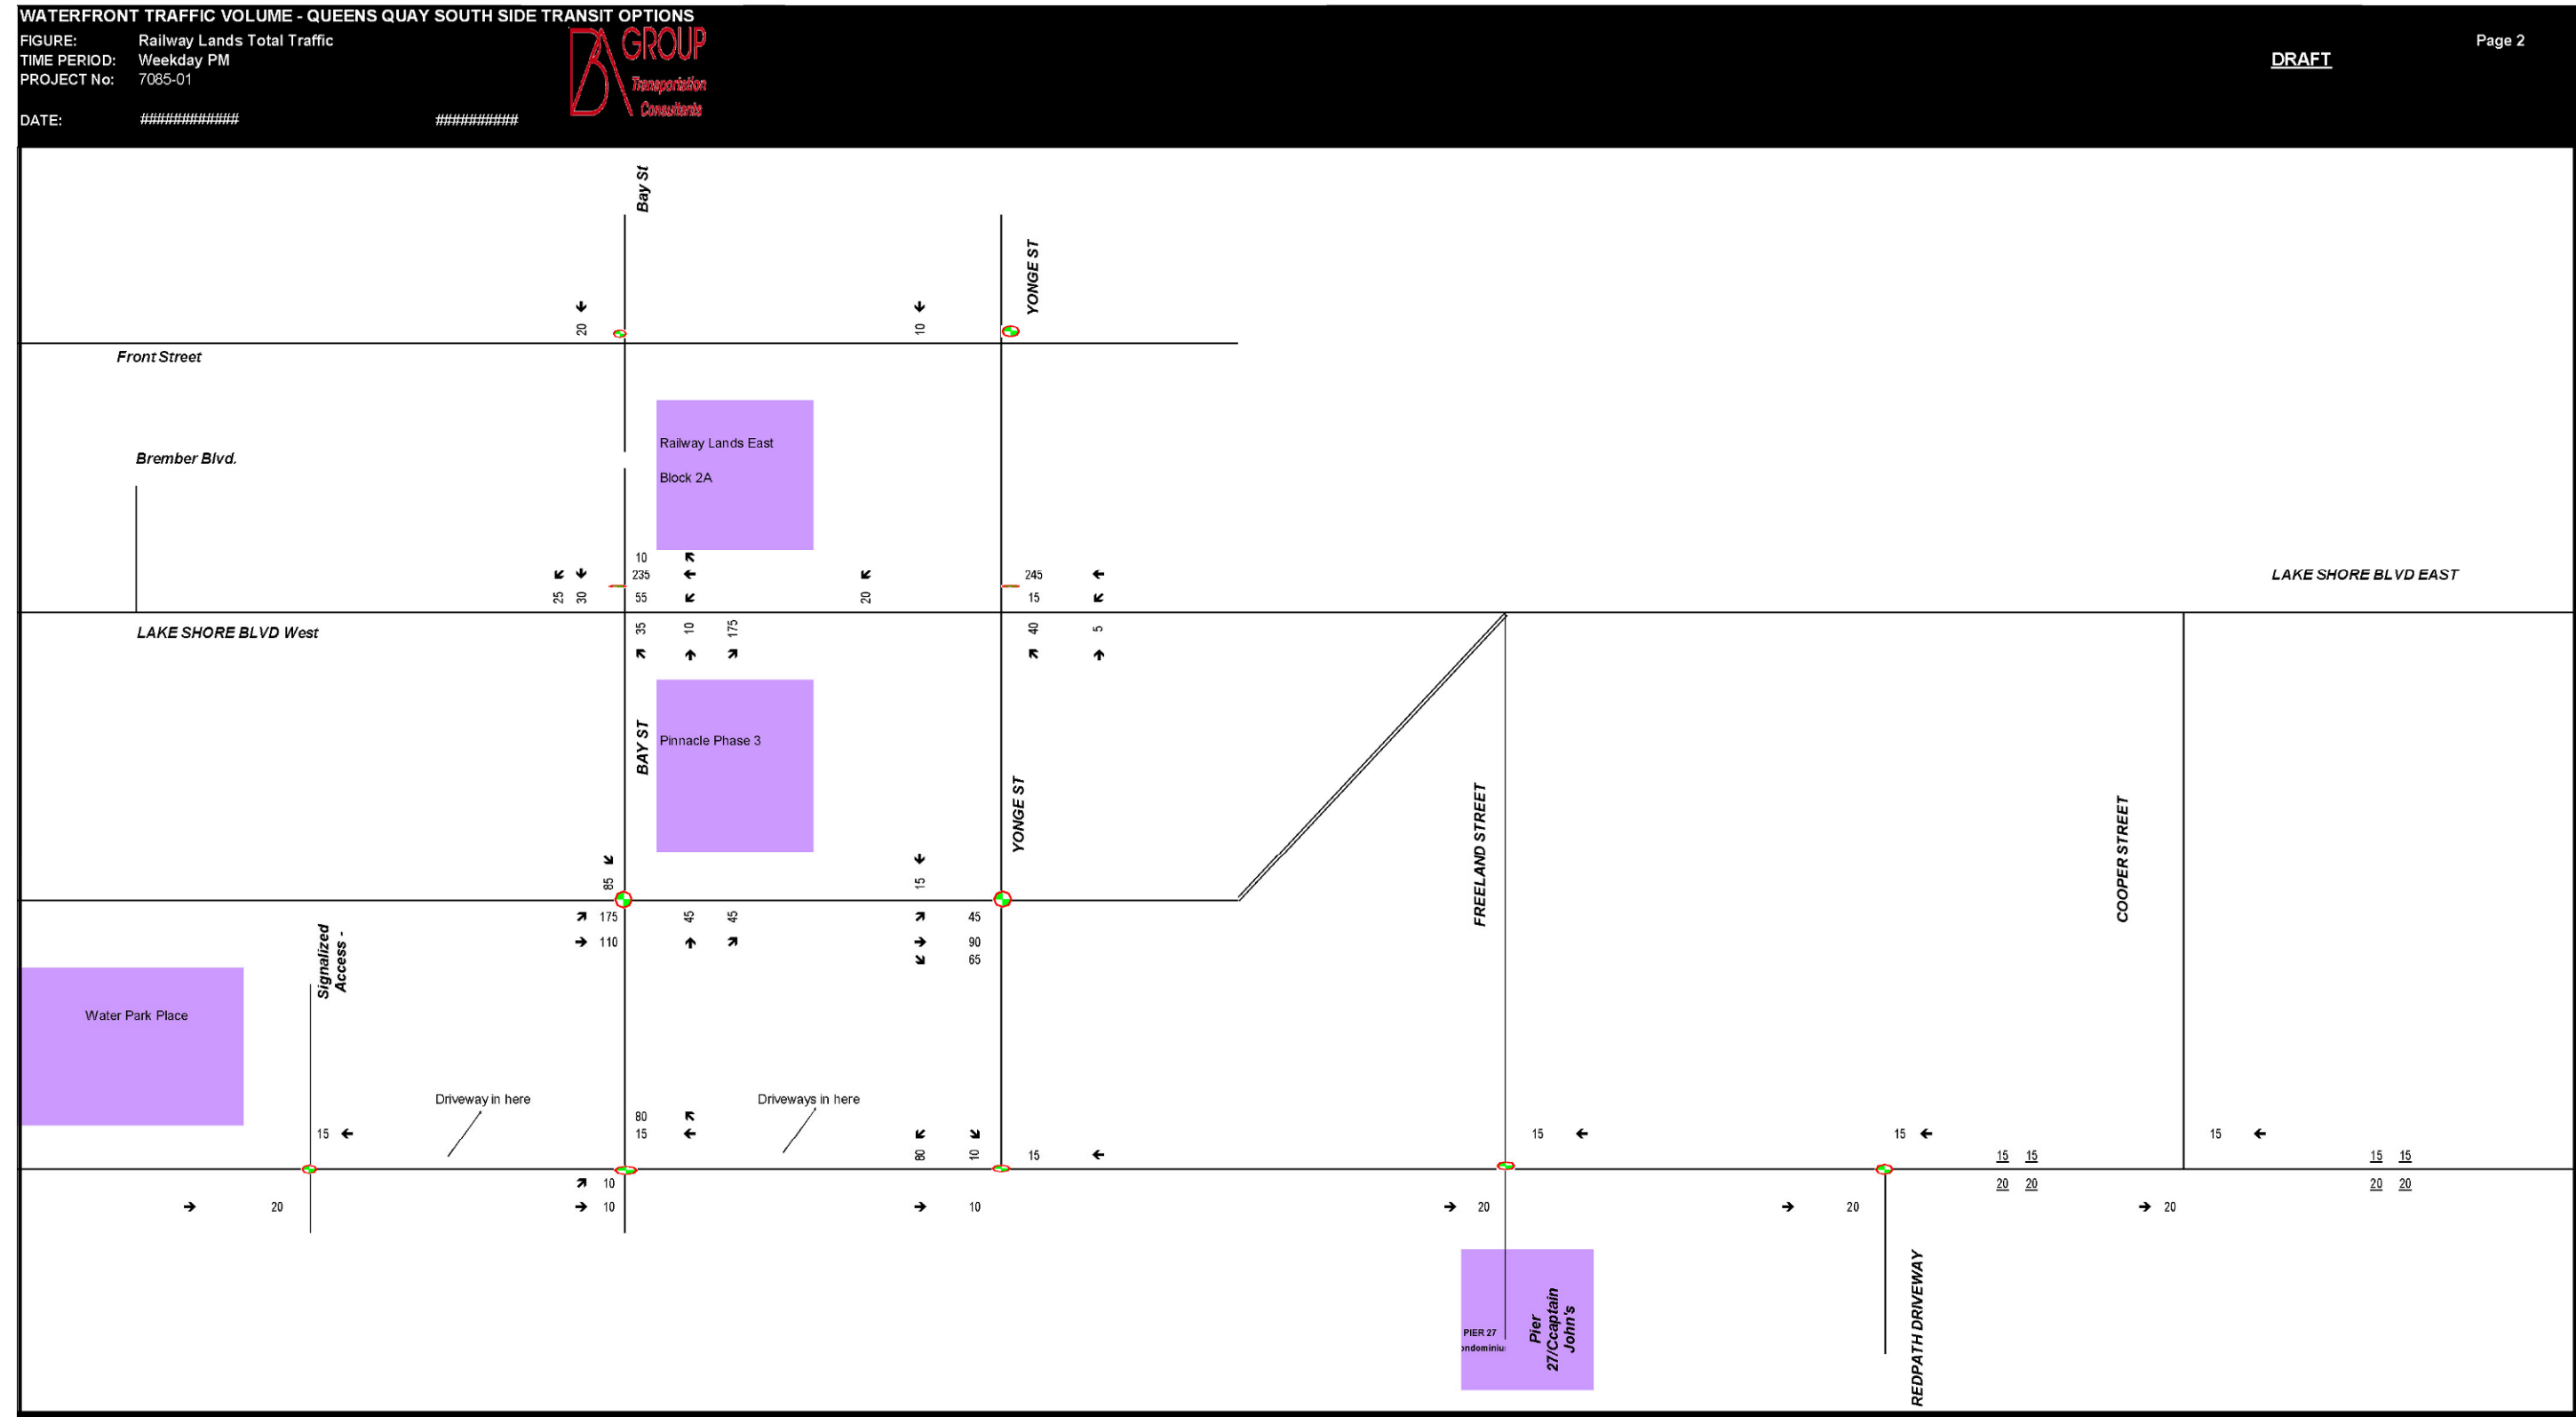 WATERFRONT TRAFFIC VOLUME - QUEENS QUAY SOUTH SIDE TRANSIT OPTIONS
FIGURE: Railway Lands Total Traffic
TIME PERIOD: Weekday PM
PROJECT No: 7085-01
DATE: ############ ##########
BA GROUP
Transportation
Consultants
DRAFT
Page 2
Bay St
YONGE ST
20
10
Front Street
Brember Blvd.
Railway Lands East
Block 2A
10
235
245
LAKE SHORE BLVD EAST
25 30 55 20 15
LAKE SHORE BLVD West
35 10 175 40 5
BAY ST
Pinnacle Phase 3
YONGE ST
FREELAND STREET
COOPER STREET
85 15
175 45 45 45
110 90
65
Signalized
Access -
Water Park Place
Driveway in here
Driveways in here
80
15 15 15 15 15
80 10 15 15 15 15 15
10 20 20 20 20
20 10 10 20 20 20
PIER 27
ondominiu
Pier
27/Ccaptain
John's
REDPATH DRIVEWAY